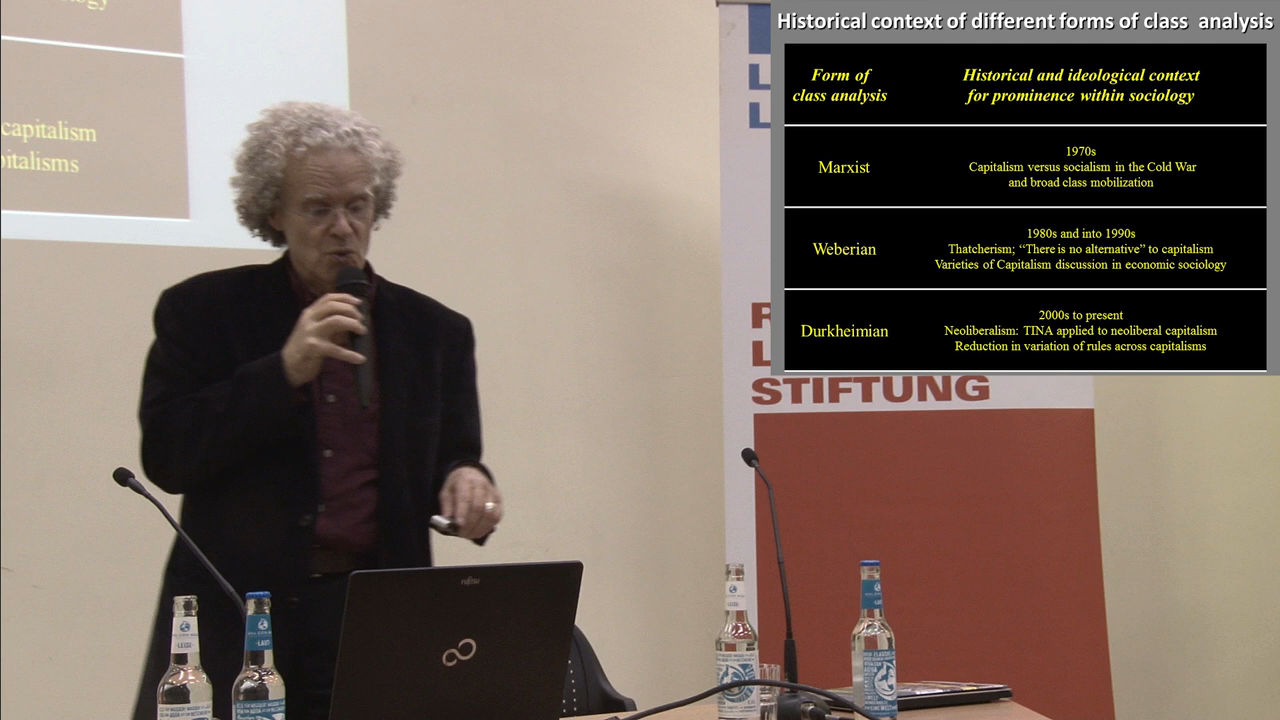 Historical context of different forms of class analysis
Form of
class analysis
Historical and ideological context
for prominence within sociology
Marxist
1970s
Capitalism versus socialism in the Cold War
and broad class mobilization
Weberian
1980s and into 1990s
Thatcherism; “There is no alternative” to capitalism
Varieties of Capitalism discussion in economic sociology
Durkheimian
2000s to present
Neoliberalism: TINA applied to neoliberal capitalism
Reduction in variation of rules across capitalisms
capitalism
STIFTUNG
FUJITSU